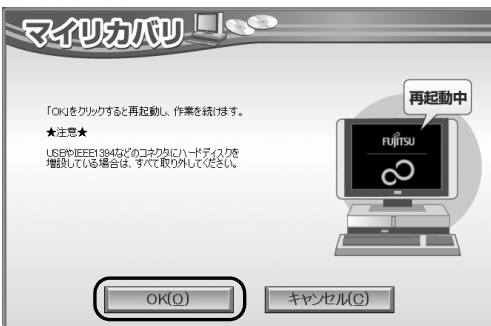 マイリカバリ
「OK」をクリックすると再起動し、作業を続けます。
★注意★
USBやIEEE1394などのコネクタにハードディスクを
増設している場合は、すべて取り外してください。
再起動中
FUJITSU
OK(O)
キャンセル(C)